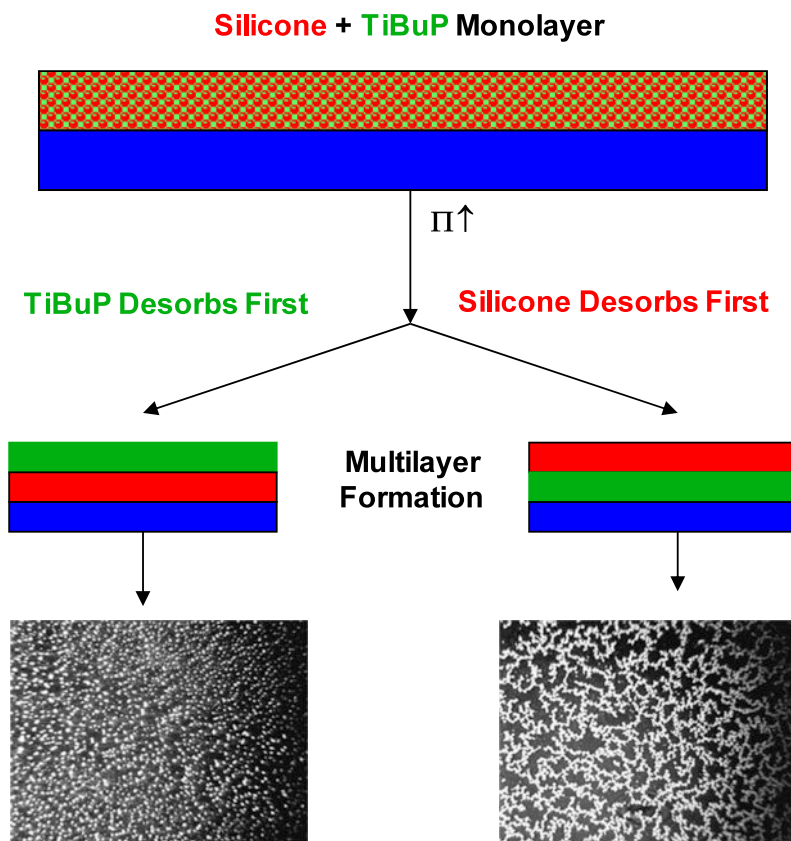 Silicone + TiBuP Monolayer
Π↑
TiBuP Desorbs First
Silicone Desorbs First
Multilayer
Formation